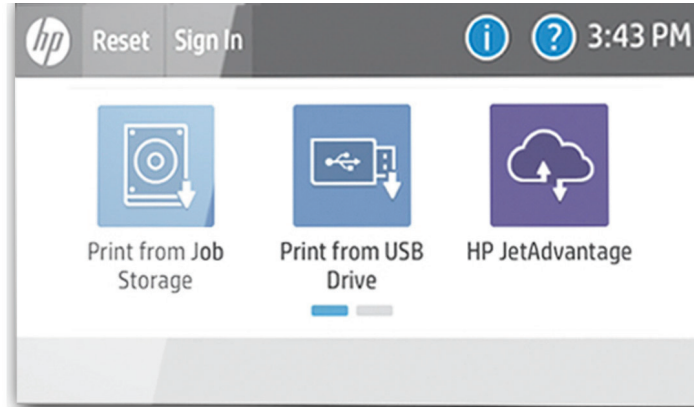 hp Reset Sign In i ? 3:43 PM
Print from Job Print from USB HP JetAdvantage
Storage Drive